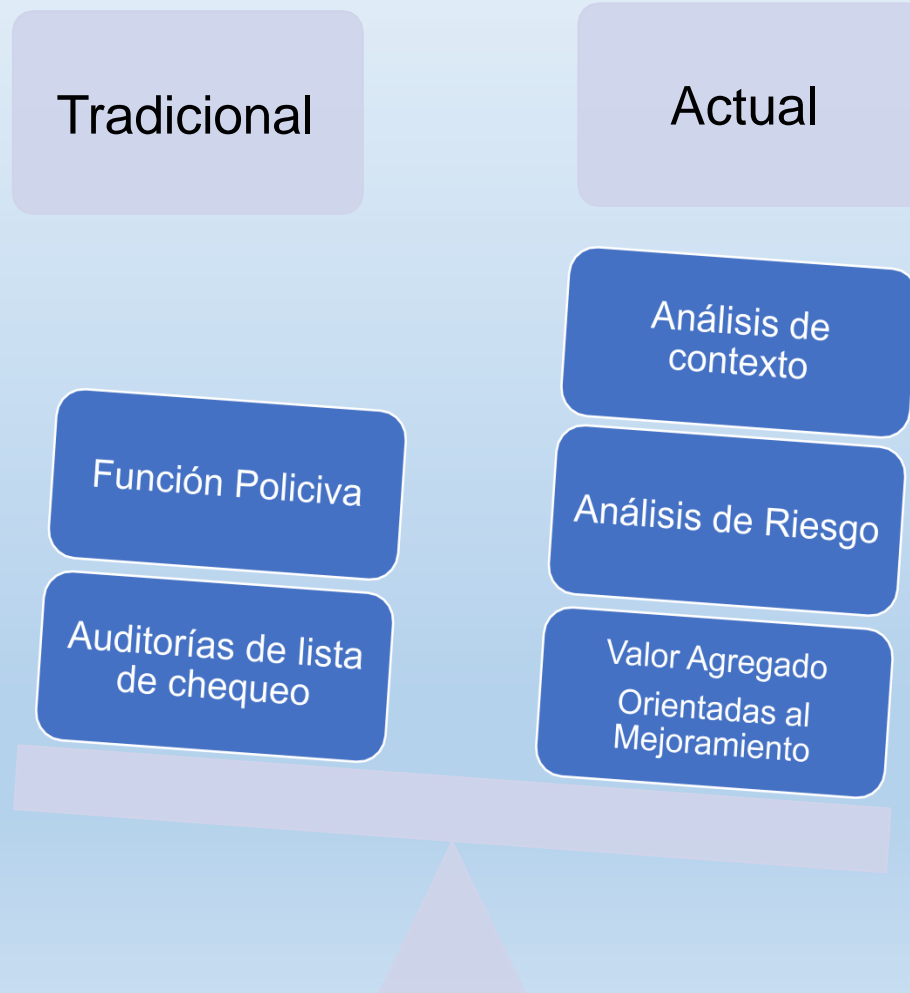 Tradicional
Actual
Función Policiva
Auditorías de lista
de chequeo
Análisis de
contexto
Análisis de Riesgo
Valor Agregado
Orientadas al
Mejoramiento